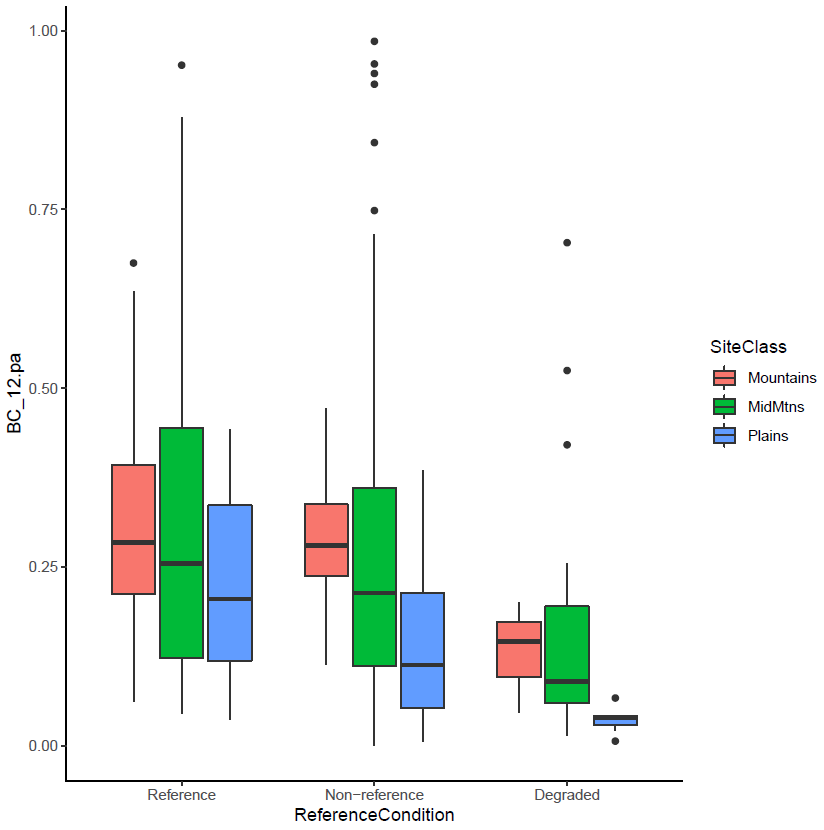 BC_12.pa
1.00
0.75
0.50
0.25
0.00
Reference
Non−reference
Degraded
ReferenceCondition
SiteClass
Mountains
MidMtns
Plains